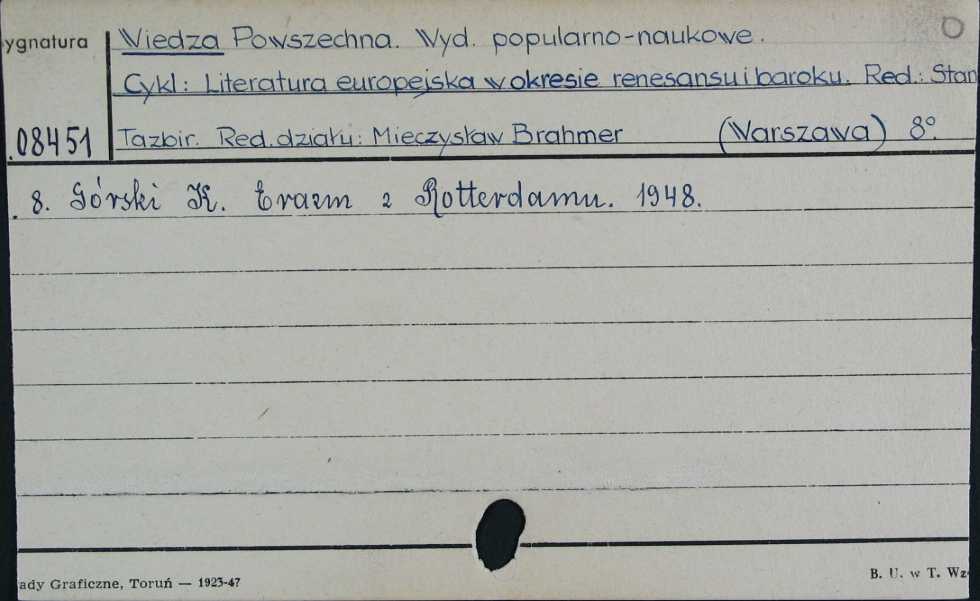 ygnatura
Wiedza Powszechna. Wyd. popularno-naukowe.
Cykl: Literatura europejska w okresie renesansu i baroku. Red.: Stan
.08451
Tazbir. Red. działu: Mieczysław Brahmer (Warszawa) 8°.
. 8. Górski K. Erazm z Rotterdamu. 1948.
ady Graficzne, Toruń — 1923-47
B. U. w T. Wz